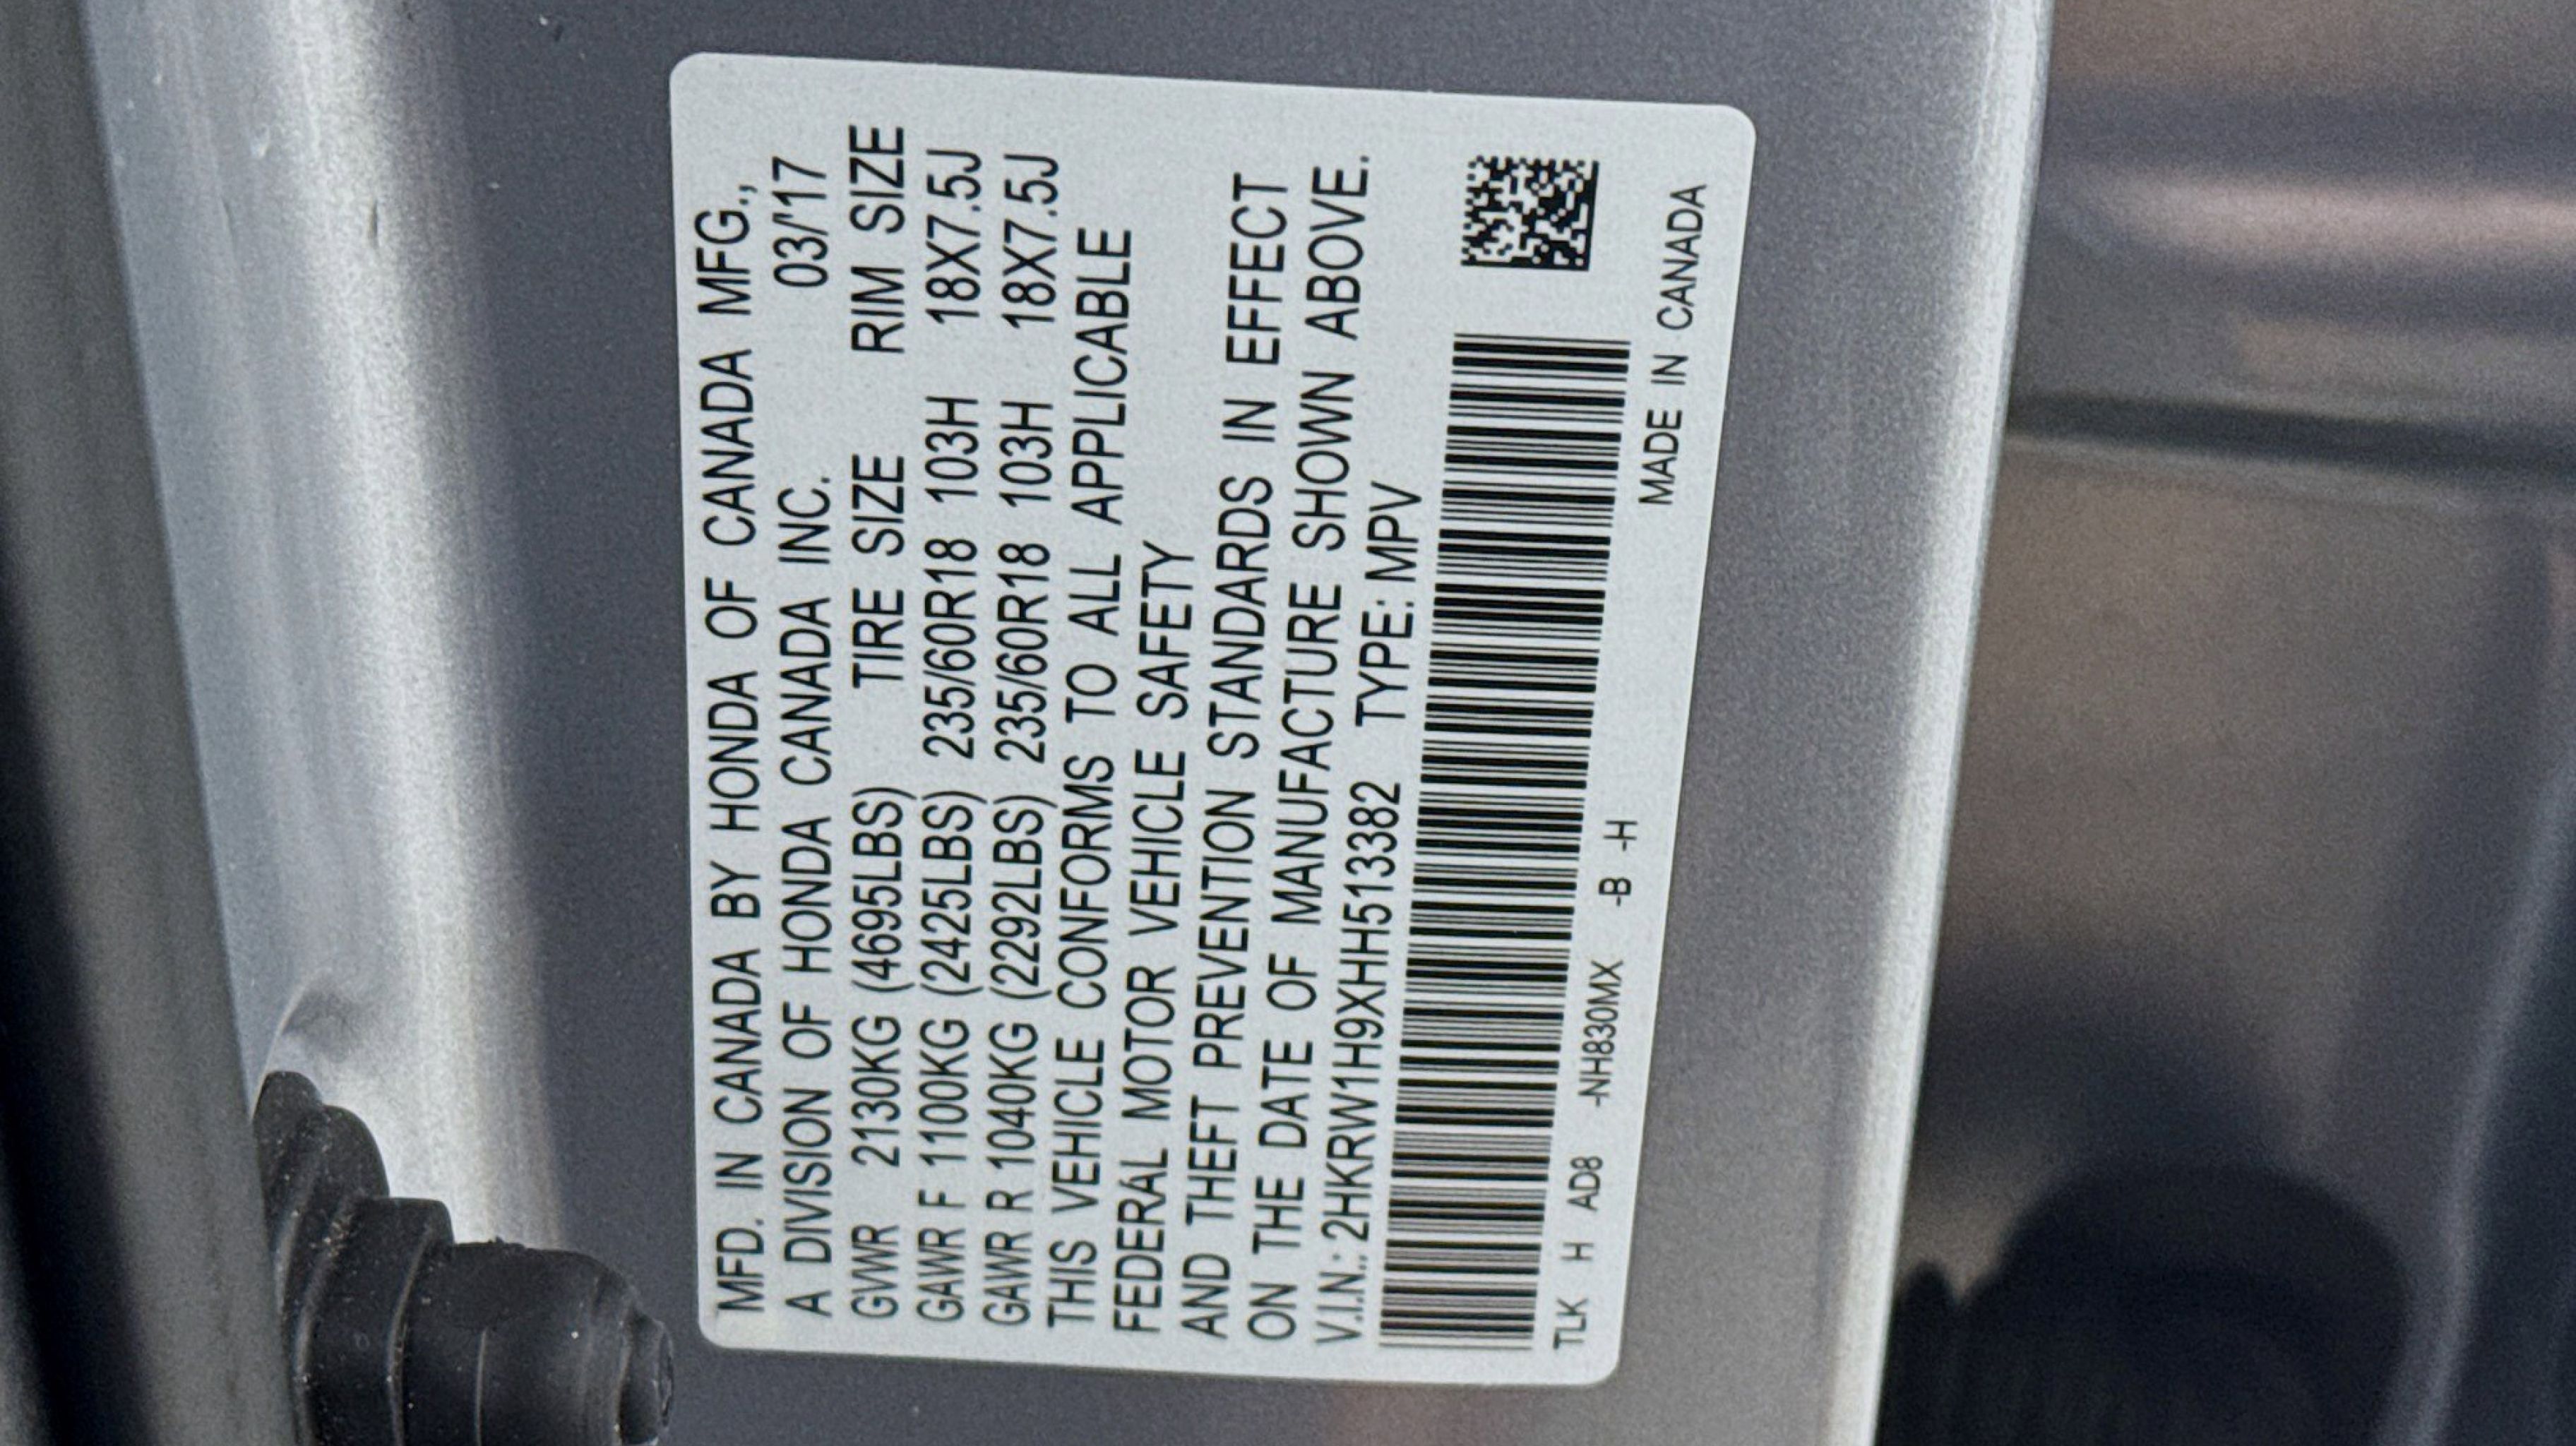 MFD. IN CANADA BY HONDA OF CANADA MFG.,
A DIVISION OF HONDA CANADA INC. 03/'17
TIRE SIZE RIM SIZE
GVWR 2130KG (4695LBS)
GAWR F 1100KG (2425LBS) 235/60R18 103H 18X7.5J
GAWR R 1040KG (2292LBS) 235/60R18 103H 18X7.5J
THIS VEHICLE CONFORMS TO ALL APPLICABLE
FEDERAL MOTOR VEHICLE SAFETY
AND THEFT PREVENTION STANDARDS IN EFFECT
ON THE DATE OF MANUFACTURE SHOWN ABOVE.
V.I.N.: 2HKRW1H9XHH513382 TYPE: MPV
TLK H AD8 -NH830MX -B -H
MADE IN CANADA